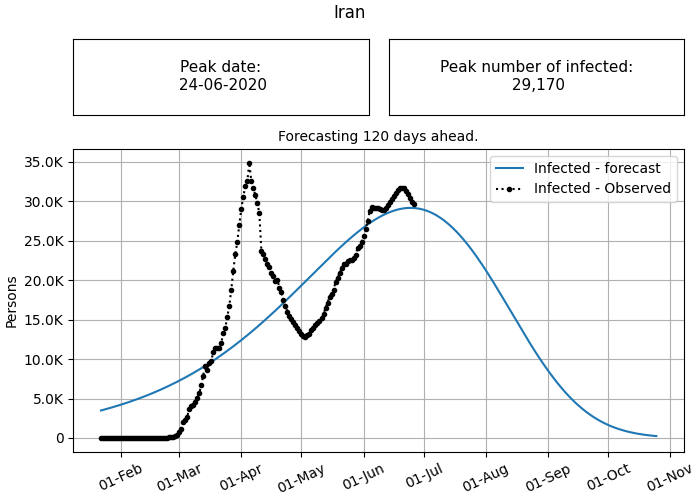 Iran
Peak date:
24-06-2020
Peak number of infected:
29,170
Forecasting 120 days ahead.
35.0K
30.0K
25.0K
20.0K
15.0K
10.0K
5.0K
0
Persons
Infected - forecast
Infected - Observed
01-Feb
01-Mar
01-Apr
01-May
01-Jun
01-Jul
01-Aug
01-Sep
01-Oct
01-Nov